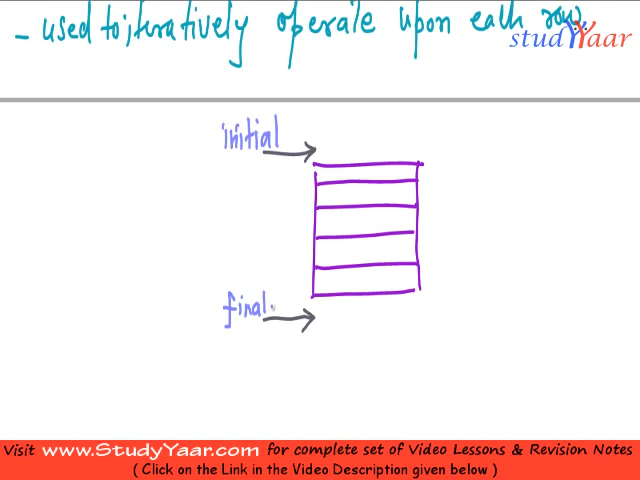 - used to iteratively operate upon each row
studYYaar
initial
final
Visit www.StudyYaar.com for complete set of Video Lessons & Revision Notes
( Click on the Link in the Video Description given below )